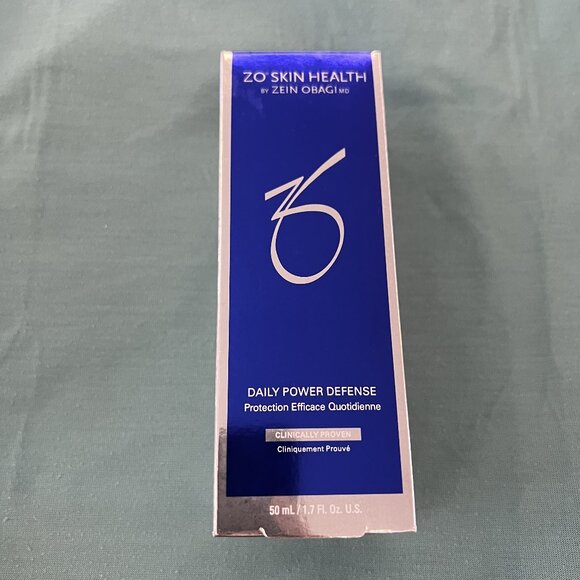 ZO® SKIN HEALTH
BY ZEIN OBAGI MD
ZO
DAILY POWER DEFENSE
Protection Efficace Quotidienne
CLINICALLY PROVEN
Cliniquement Prouvé
50 mL / 1.7 Fl. Oz. U.S.